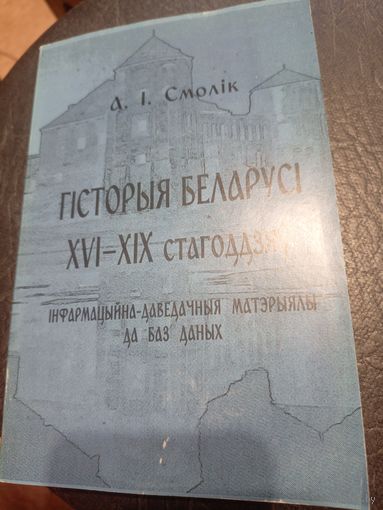 А. І. Смолік
ГІСТОРЫЯ БЕЛАРУСІ
XVI–XIX стагоддзяў
ІНФАРМАЦЫЙНА-ДАВЕДАЧНЫЯ МАТЭРЫЯЛЫ
ДА БАЗ ДАНЫХ